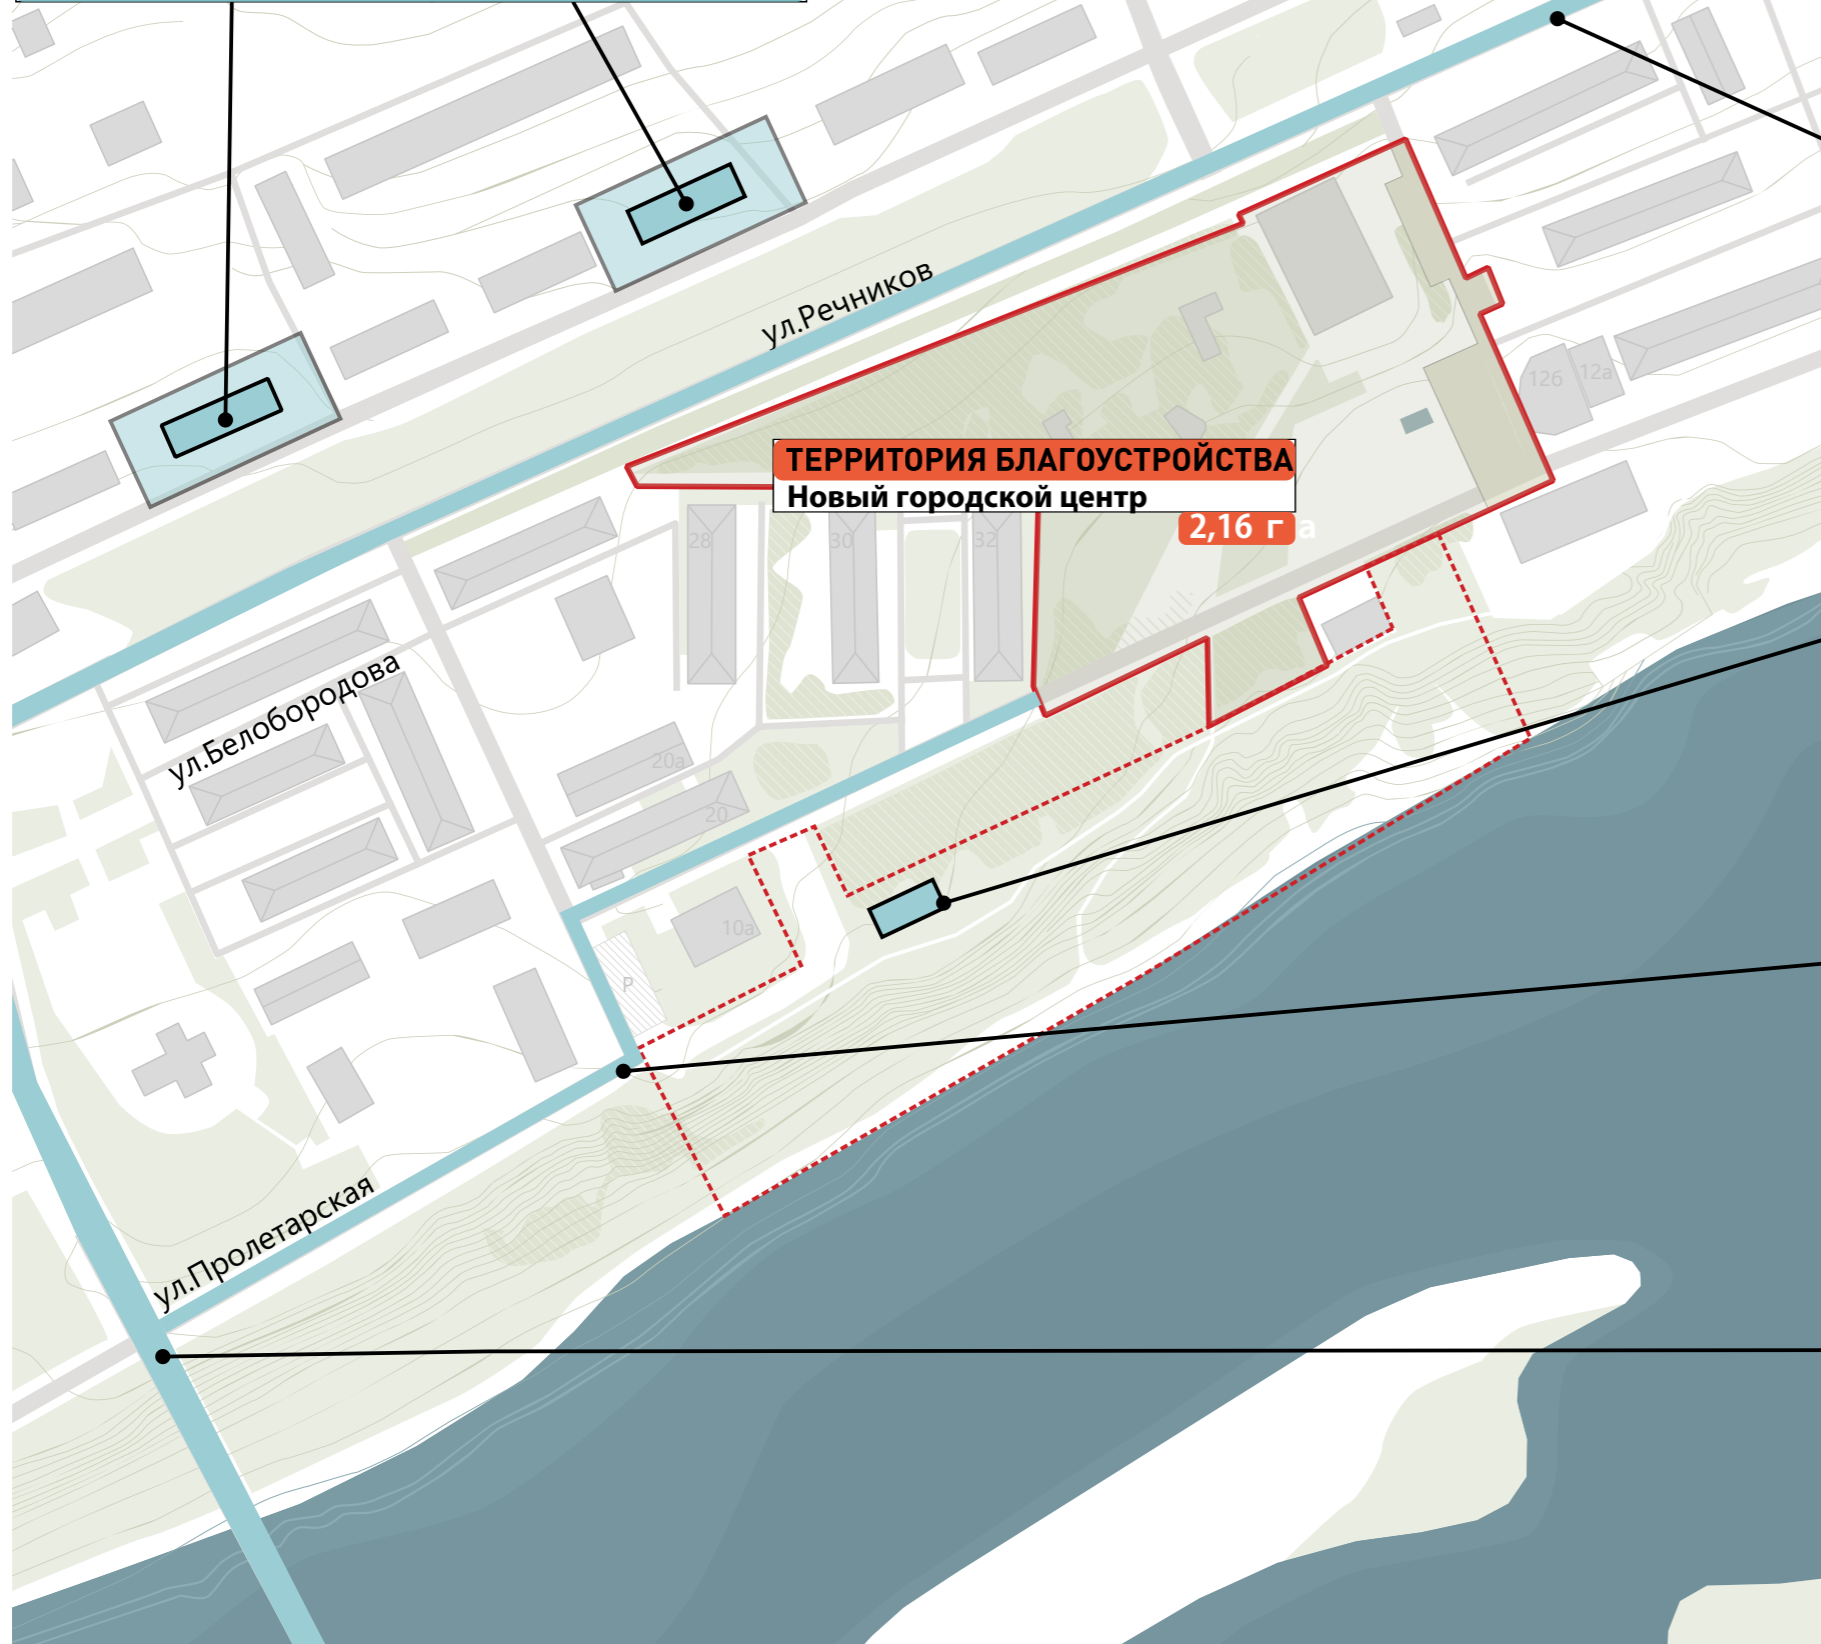 ул.Речников
12б
12а
ТЕРРИТОРИЯ БЛАГОУСТРОЙСТВА
Новый городской центр
2,16 га
28
30
32
ул.Белобородова
20а
20
10а
P
ул.Пролетарская